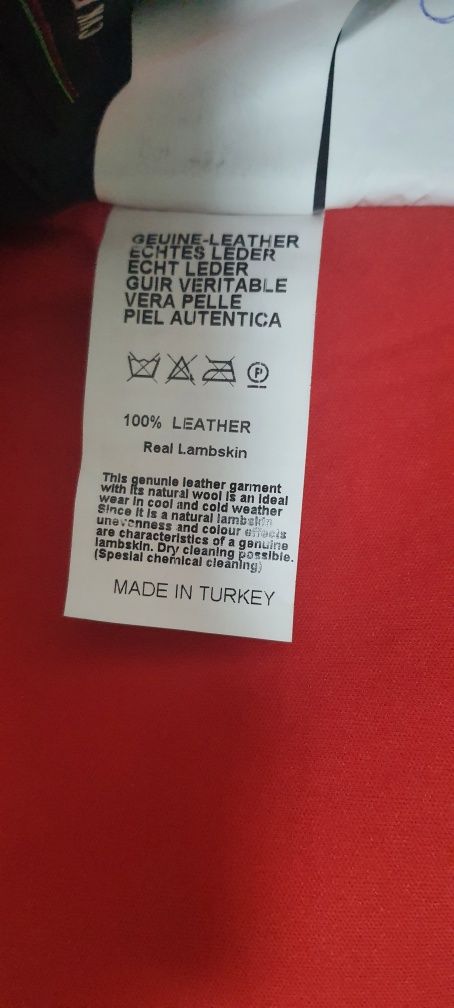 GEUINE-LEATHER
ECHTES LEDER
ECHT LEDER
GUIR VERITABLE
VERA PELLE
PIEL AUTENTICA
P
100% LEATHER
Real Lambskin
This genunie leather garment
with its natural wool is an ideal
wear in cool and cold weather
Since it is a natural lambskin
unevenness and colour effects
are characteristics of a genuine
lambskin. Dry cleaning possible.
(Spesial chemical cleaning)
MADE IN TURKEY